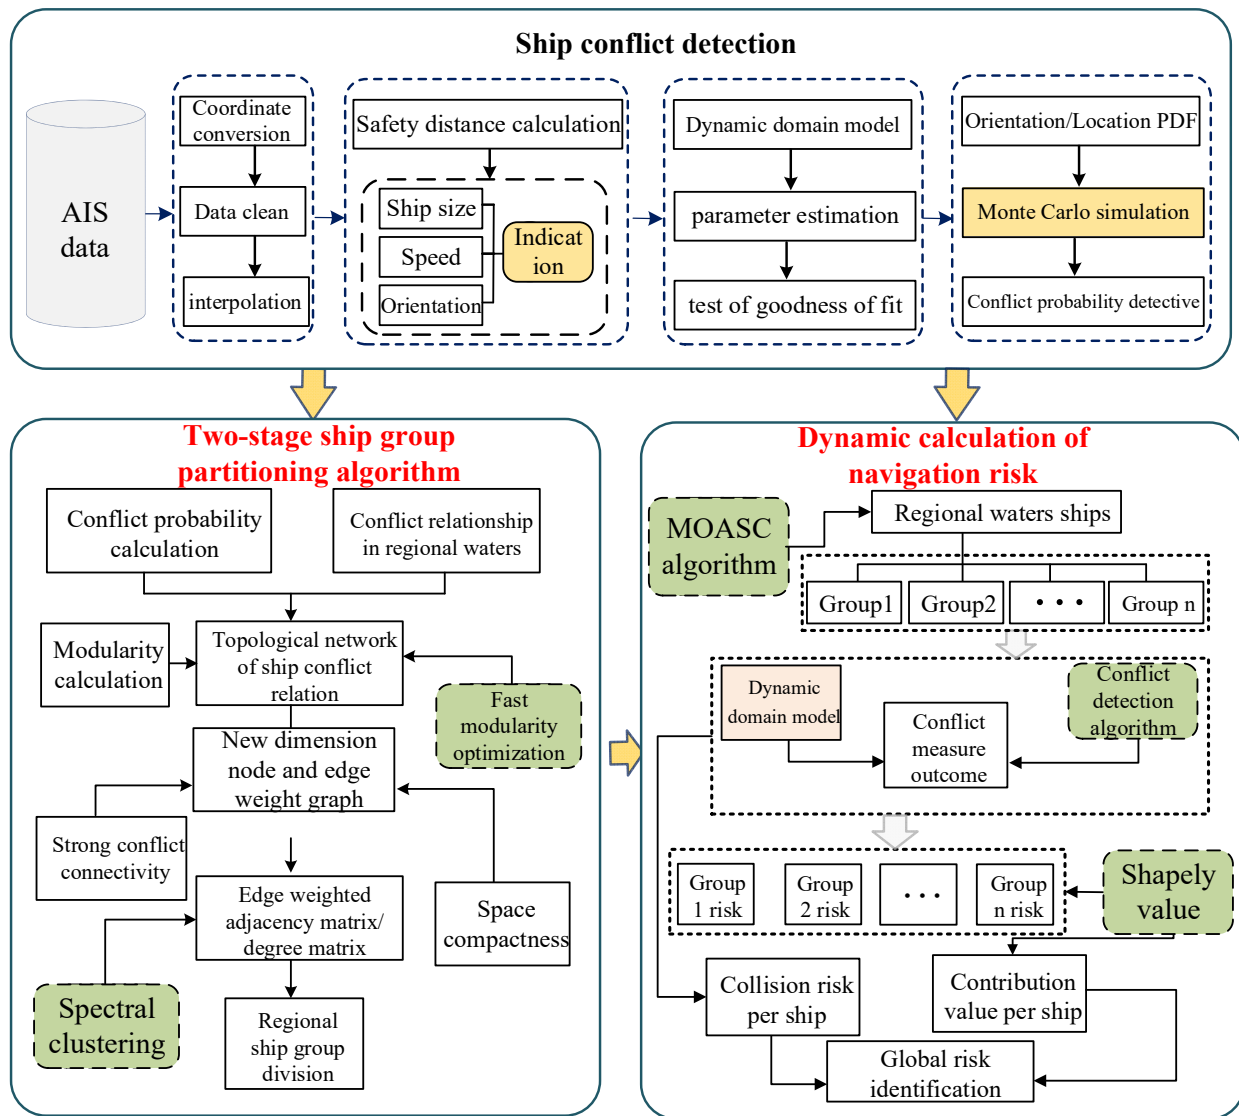 Ship conflict detection
AIS
data
Coordinate
conversion
Data clean
interpolation
Safety distance calculation
Ship size
Speed
Orientation
Indicat
ion
Dynamic domain model
parameter estimation
test of goodness of fit
Orientation/Location PDF
Monte Carlo simulation
Conflict probability detective
Two-stage ship group
partitioning algorithm
Conflict probability
calculation
Conflict relationship
in regional waters
Modularity
calculation
Topological network
of ship conflict
relation
Fast
modularity
optimization
New dimension
node and edge
weight graph
Strong conflict
connectivity
Edge weighted
adjacency matrix/
degree matrix
Space
compactness
Spectral
clustering
Regional
ship group
division
Dynamic calculation of
navigation risk
MOASC
algorithm
Regional waters ships
Group1
Group2
• • •
Group n
Dynamic
domain model
Conflict
measure
outcome
Conflict
detection
algorithm
Group
1 risk
Group
2 risk
• • •
Group
n risk
Shapely
value
Collision risk
per ship
Contribution
value per ship
Global risk
identification